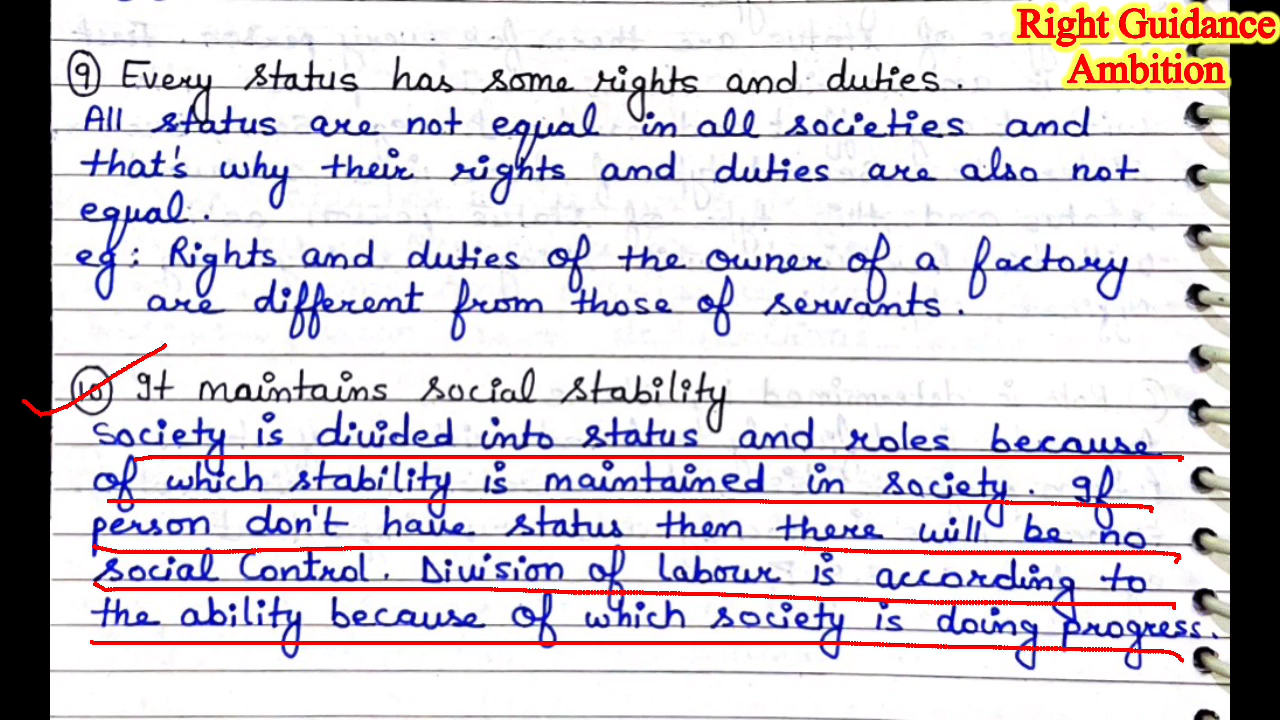 Right Guidance
Ambition
⑨ Every status has some rights and duties.
All status are not equal in all societies and
that's why their rights and duties are also not
equal.
eg: Rights and duties of the owner of a factory
are different from those of servants.
⑩ It maintains social stability
Society is divided into status and roles because
of which stability is maintained in society. If
person don't have status then there will be no
social Control. Division of labour is according to
the ability because of which society is doing progress.